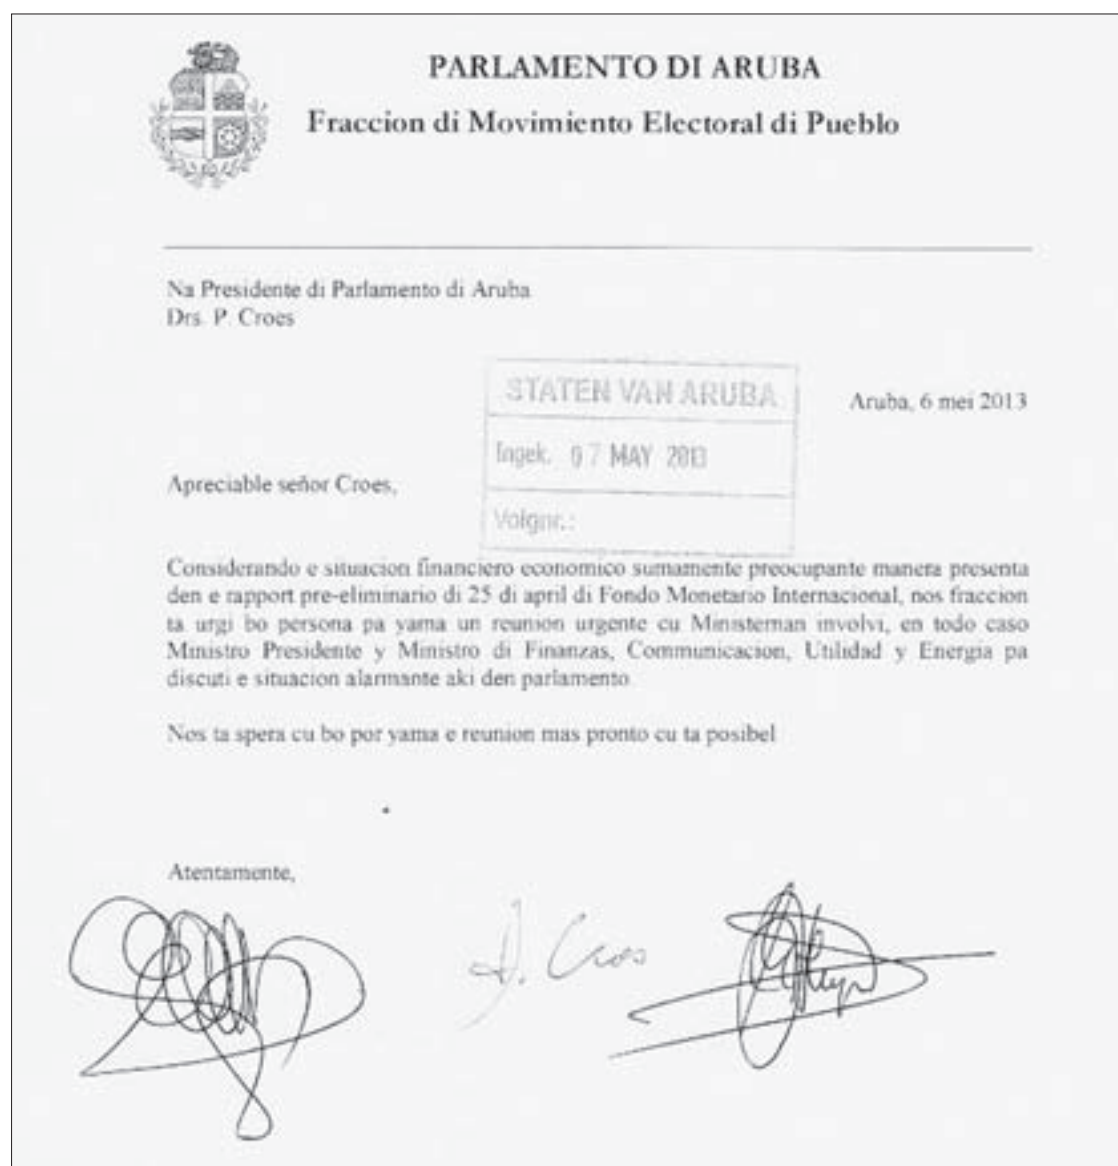 PARLAMENTO DI ARUBA
Fraccion di Movimiento Electoral di Pueblo
Na Presidente di Parlamento di Aruba
Drs. P. Croes
STATEN VAN ARUBA
Aruba, 6 mei 2013
Ingek. 07 MAY 2013
Apreciable señor Croes,
Volgnr.:
Considerando e situacion financiero economico sumamente preocupante manera presenta
den e rapport pre-eliminario di 25 di april di Fondo Monetario Internacional, nos fraccion
ta urgi bo persona pa yama un reunion urgente cu Ministernan involvi, en todo caso
Ministro Presidente y Ministro di Finanzas, Communicacion, Utilidad y Energia pa
discuti e situacion alarmante aki den parlamento.
Nos ta spera cu bo por yama e reunion mas pronto cu ta posibel
Atentamente,
Croes